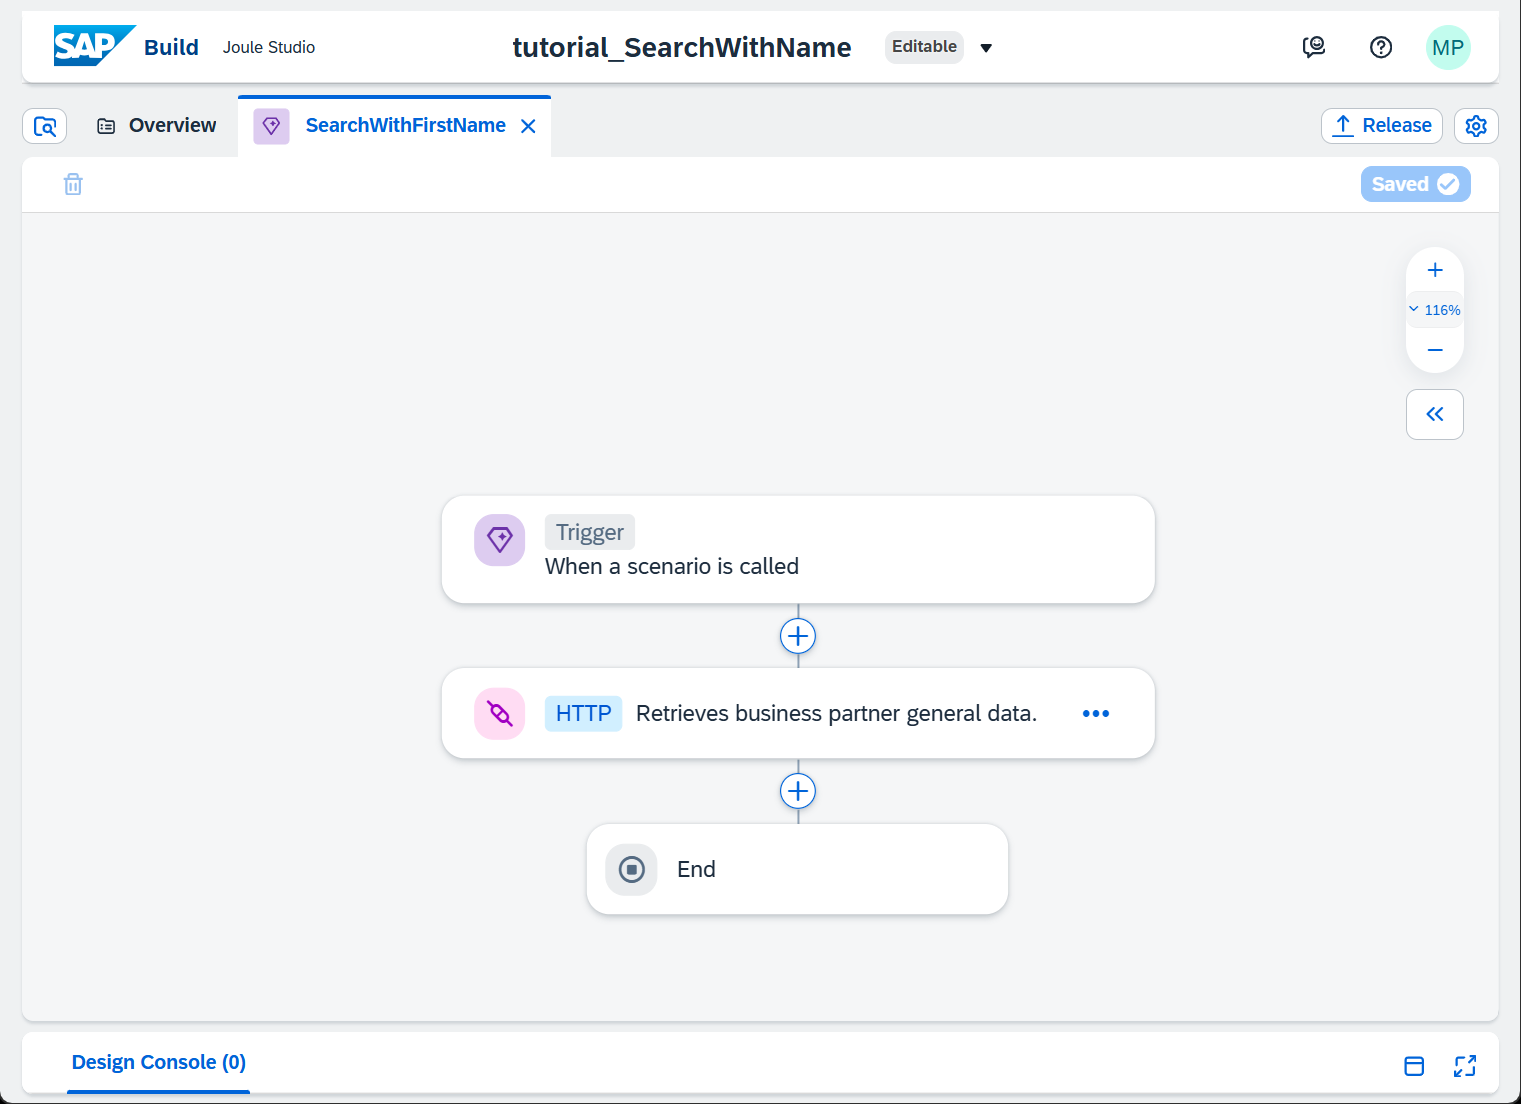 SAP Build Joule Studio tutorial_SearchWithName Editable MP
Overview SearchWithFirstName Release
Saved
116%
Trigger
When a scenario is called
HTTP Retrieves business partner general data.
End
Design Console (0)